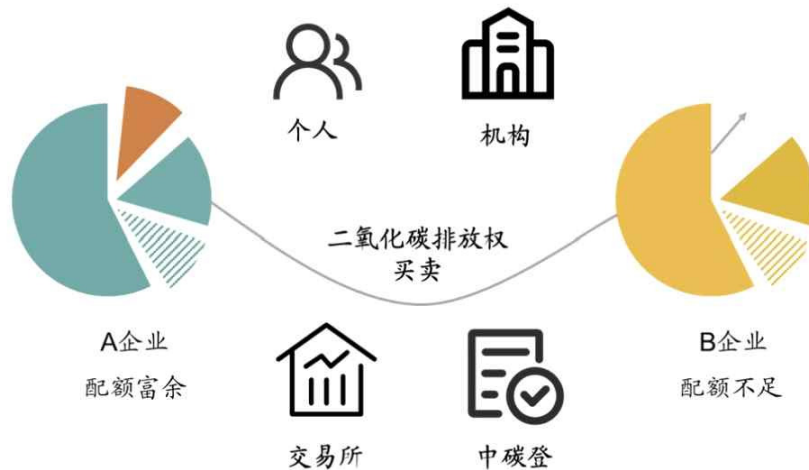 个人
机构
二氧化碳排放权
买卖
A企业
配额富余
B企业
配额不足
交易所
中碳登